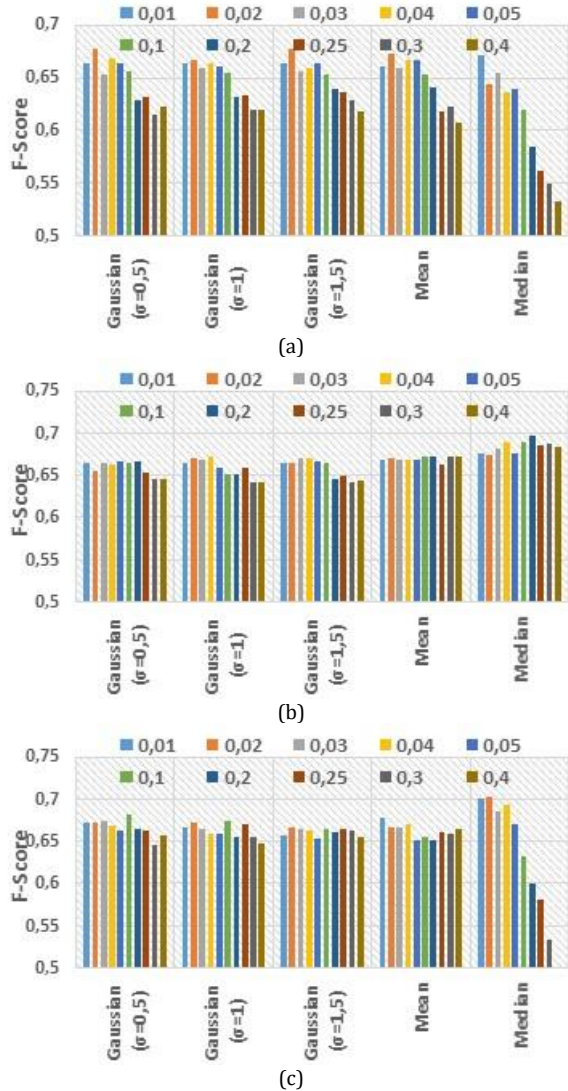 0,01 0,02 0,03 0,04 0,05
0,1 0,2 0,25 0,3 0,4
F-Score
0,7
0,65
0,6
0,55
0,5
Gaussian (σ=0,5)
Gaussian (σ=1)
Gaussian (σ=1,5)
Mean
Median
(a)
0,01 0,02 0,03 0,04 0,05
0,1 0,2 0,25 0,3 0,4
F-Score
0,75
0,7
0,65
0,6
0,55
0,5
Gaussian (σ=0,5)
Gaussian (σ=1)
Gaussian (σ=1,5)
Mean
Median
(b)
0,01 0,02 0,03 0,04 0,05
0,1 0,2 0,25 0,3 0,4
F-Score
0,75
0,7
0,65
0,6
0,55
0,5
Gaussian (σ=0,5)
Gaussian (σ=1)
Gaussian (σ=1,5)
Mean
Median
(c)